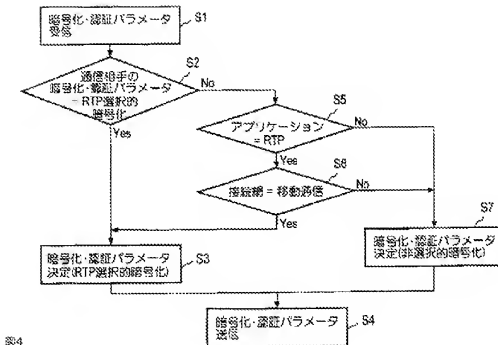 暗号化・認証パラメータ
受信
S1
通信相手の
暗号化・認証パラメータ
=RTP選択的
暗号化
S2
No
Yes
アプリケーション
=RTP
S5
No
Yes
接続網=移動通信
S6
No
Yes
暗号化・認証パラメータ
決定(RTP選択的暗号化)
S3
暗号化・認証パラメータ
決定(非選択的暗号化)
S7
暗号化・認証パラメータ
送信
S4
図4